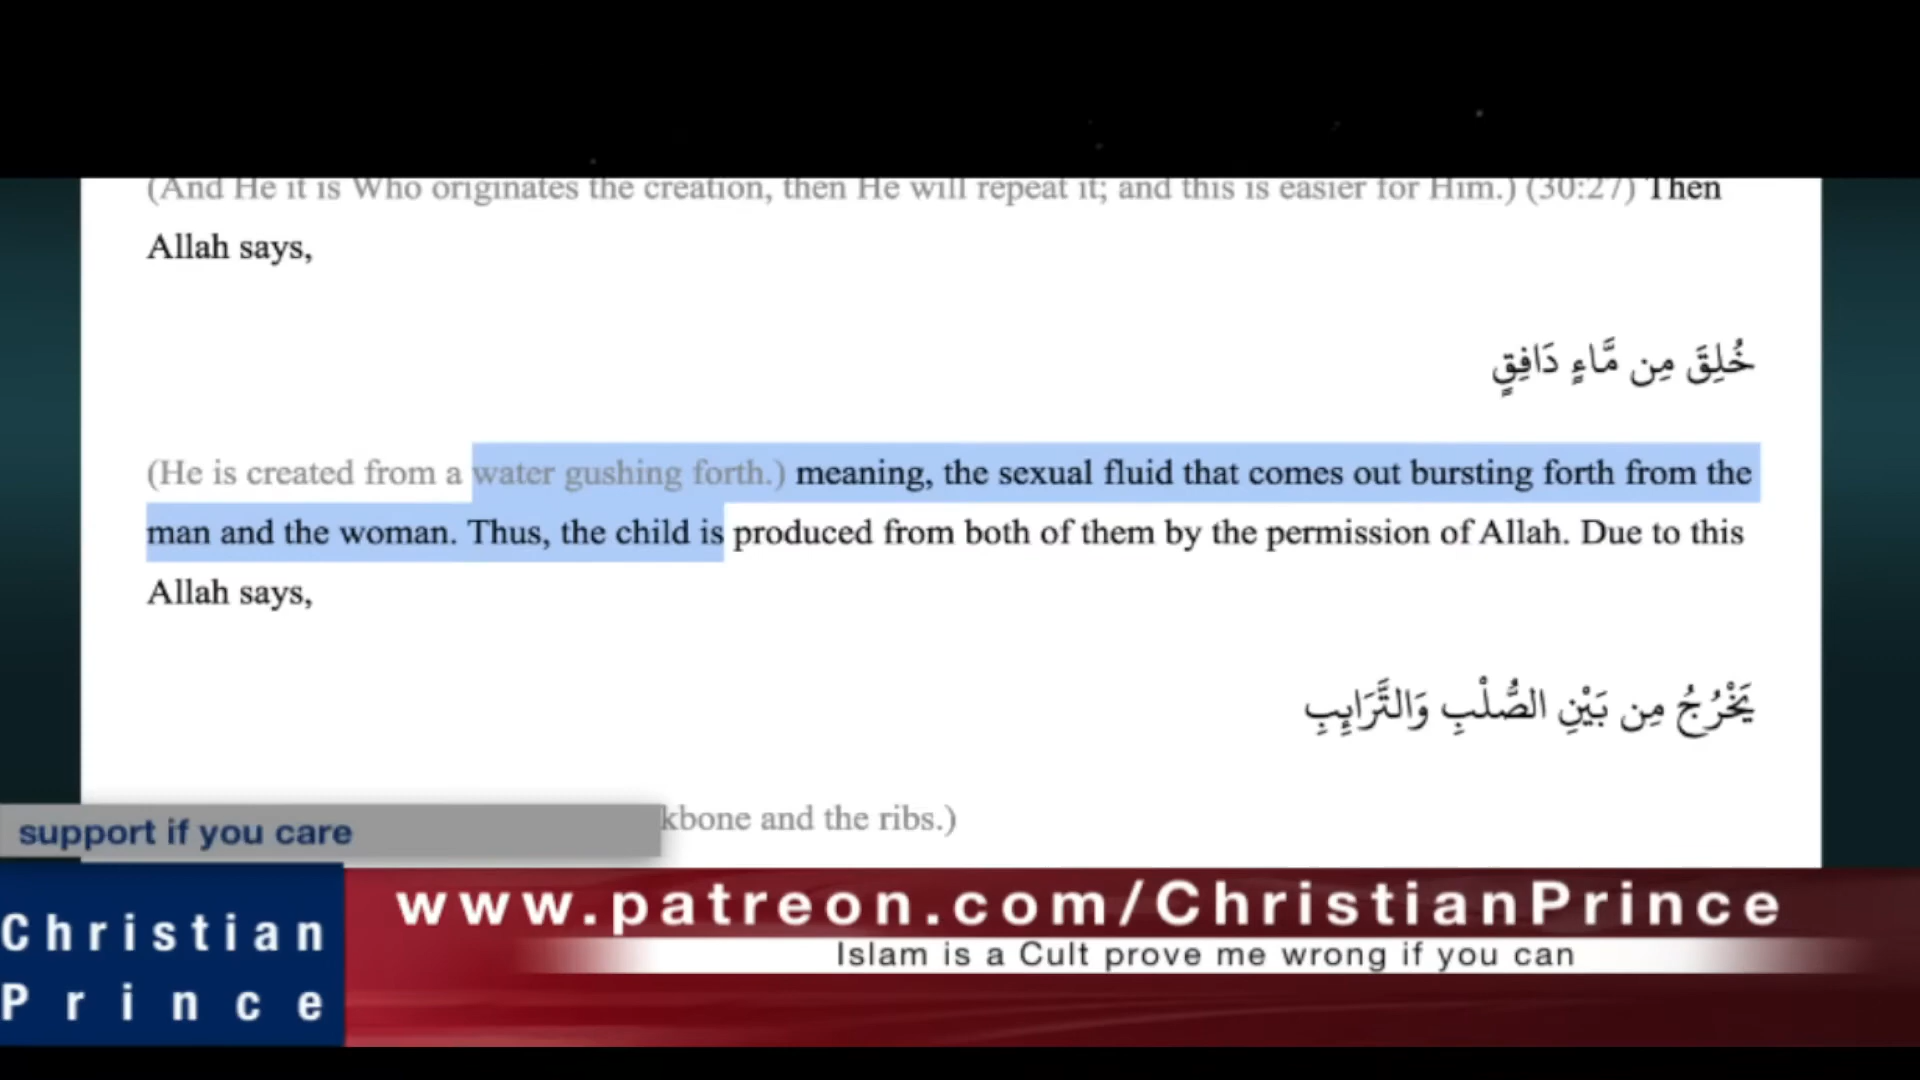 (And He it is Who originates the creation, then He will repeat it; and this is easier for Him.) (30:27) Then
Allah says,
خُلِقَ مِن مَّاءٍ دَافِقٍ
(He is created from a water gushing forth.) meaning, the sexual fluid that comes out bursting forth from the
man and the woman. Thus, the child is produced from both of them by the permission of Allah. Due to this
Allah says,
يَخْرُجُ مِن بَيْنِ الصُّلْبِ وَالتَّرَايِبِ
kbone and the ribs.)
support if you care
www.patreon.com/ChristianPrince
Islam is a Cult prove me wrong if you can
Christian
Prince